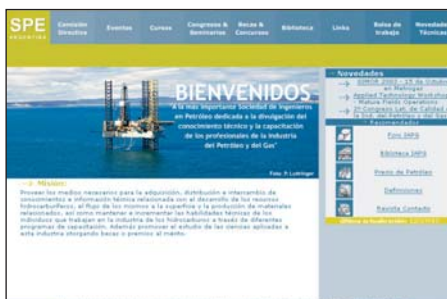 SPE
ARGENTINA
Comisión Directiva
Eventos
Cursos
Congresos & Seminarios
Becas & Concursos
Biblioteca
Links
Bolsa de trabajo
Novedades Técnicas
BIENVENIDOS
"A la más importante Sociedad de Ingenieros
en Petróleo dedicada a la divulgación del
conocimiento técnico y la capacitación
de los profesionales de la Industria
del Petróleo y del Gas"
Misión:
Proveer los medios necesarios para la adquisición, distribución e intercambio de
conocimientos e información técnica relacionada con el desarrollo de los recursos
hidrocarburíferos, el flujo de los mismos a la superficie y la producción de materiales
relacionados, así como mantener e incrementar las habilidades técnicas de los
individuos que trabajan en la industria de los hidrocarburos a través de diferentes
programas de capacitación. Además promover el estudio de las ciencias aplicadas a
esta industria otorgando becas o premios al mérito.
Novedades
Applied Technology Workshop
- Mature Fields Operations
Recomendados
Foro IAPG
Biblioteca IAPG
Precio de Petróleo
Definiciones
Revista Contacto